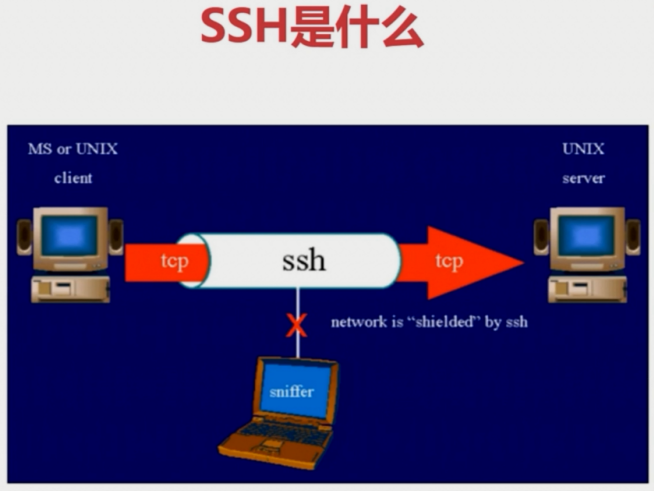 SSH是什么
MS or UNIX
client
UNIX
server
tcp
ssh
tcp
network is “shielded” by ssh
sniffer